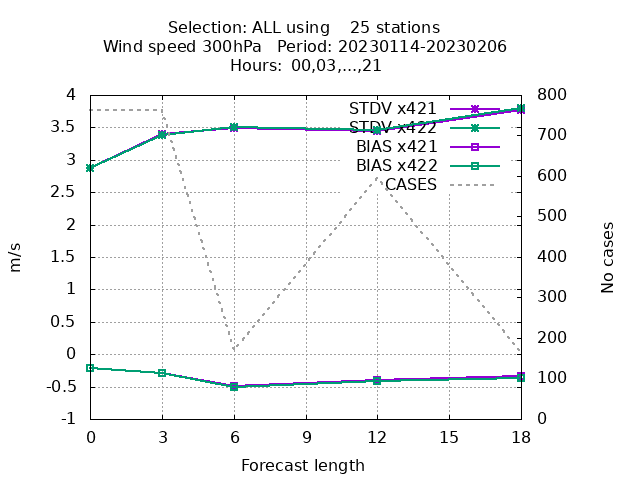 Selection: ALL using 25 stations
Wind speed 300hPa Period: 20230114-20230206
Hours: 00,03,...,21
4
3.5
3
2.5
2
1.5
1
0.5
0
-0.5
-1
m/s
STDV x421
STDV x422
BIAS x421
BIAS x422
CASES
800
700
600
500
400
300
200
100
0
No cases
0 3 6 9 12 15 18
Forecast length